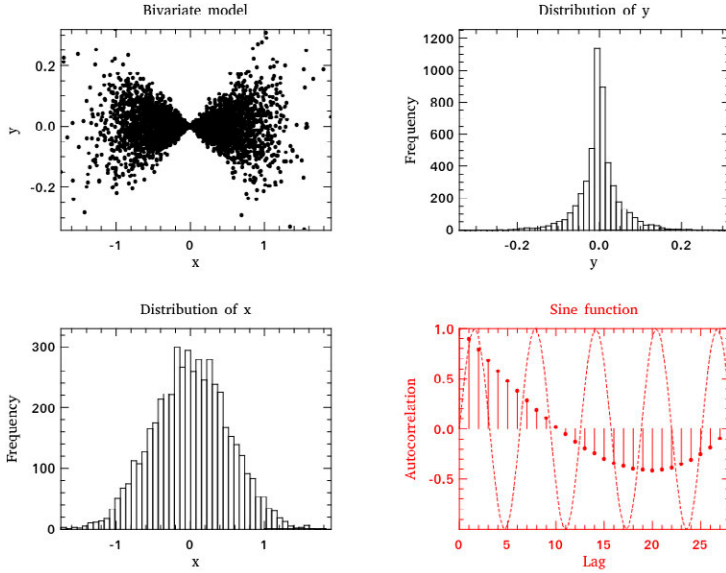 Bivariate model
Distribution of y
0.2
0.0
-0.2
y
-1
0
1
x
1200
1000
800
600
400
200
0
Frequency
-0.2
0.0
0.2
y
Distribution of x
Sine function
300
200
100
0
Frequency
-1
0
1
x
1.0
0.5
0.0
-0.5
Autocorrelation
0
5
10
15
20
25
Lag